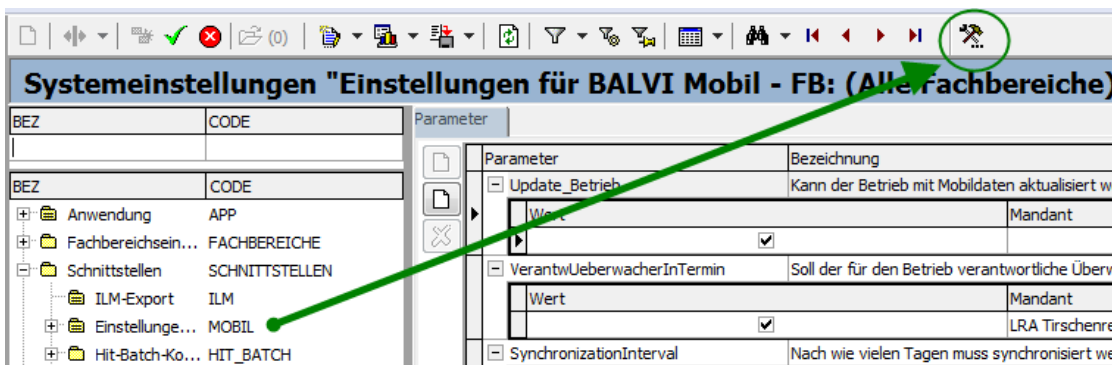 (0)
Systemeinstellungen "Einstellungen für BALVI Mobil - FB: (Alle Fachbereiche)
BEZ CODE
Parameter
Parameter Bezeichnung
BEZ CODE
Update_Betrieb Kann der Betrieb mit Mobildaten aktualisiert w
Anwendung APP
Wert Mandant
Fachbereichsein... FACHBEREICHE
Schnittstellen SCHNITTSTELLEN
VerantwUeberwacherInTermin Soll der für den Betrieb verantwortliche Überw
ILM-Export ILM
Wert Mandant
Einstellunge... MOBIL
LRA Tirschenre
Hit-Batch-Ko... HIT_BATCH
SynchronizationInterval Nach wie vielen Tagen muss synchronisiert we